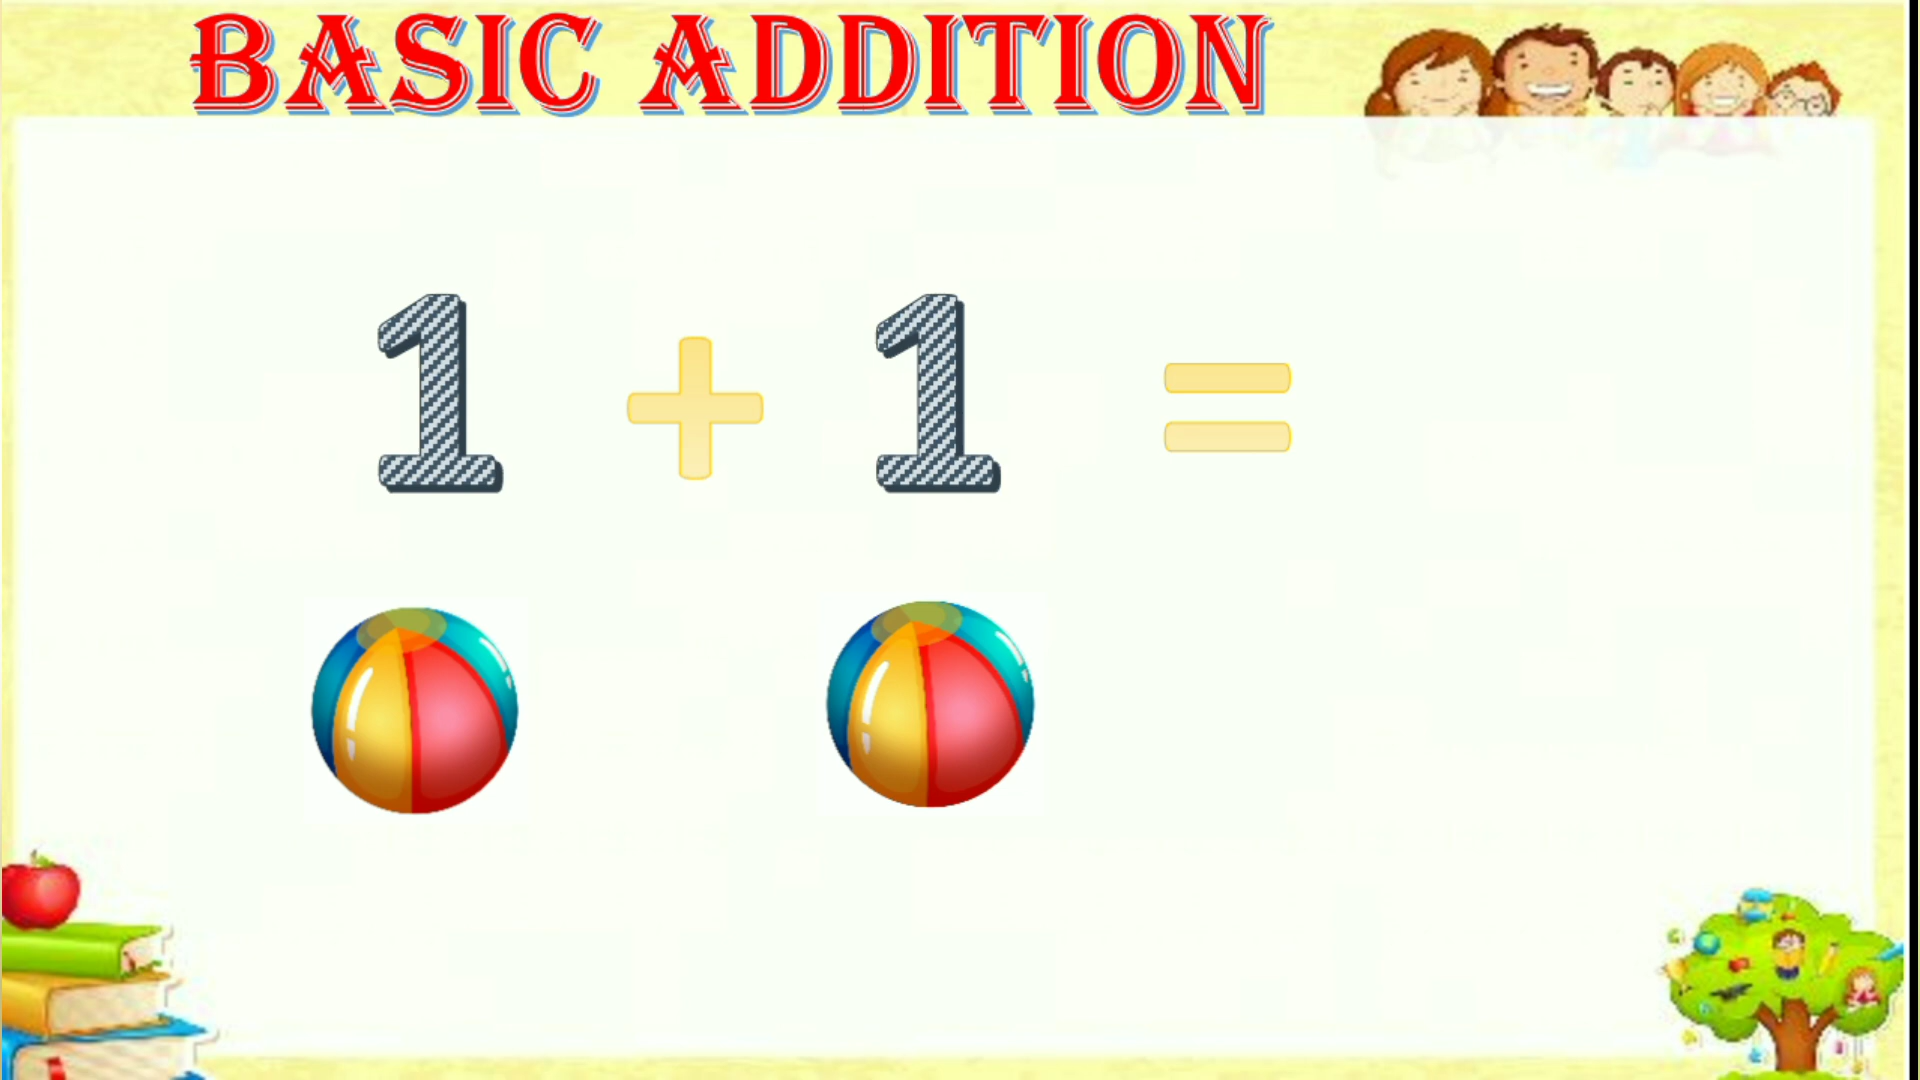 BASIC ADDITION
1 + 1 =